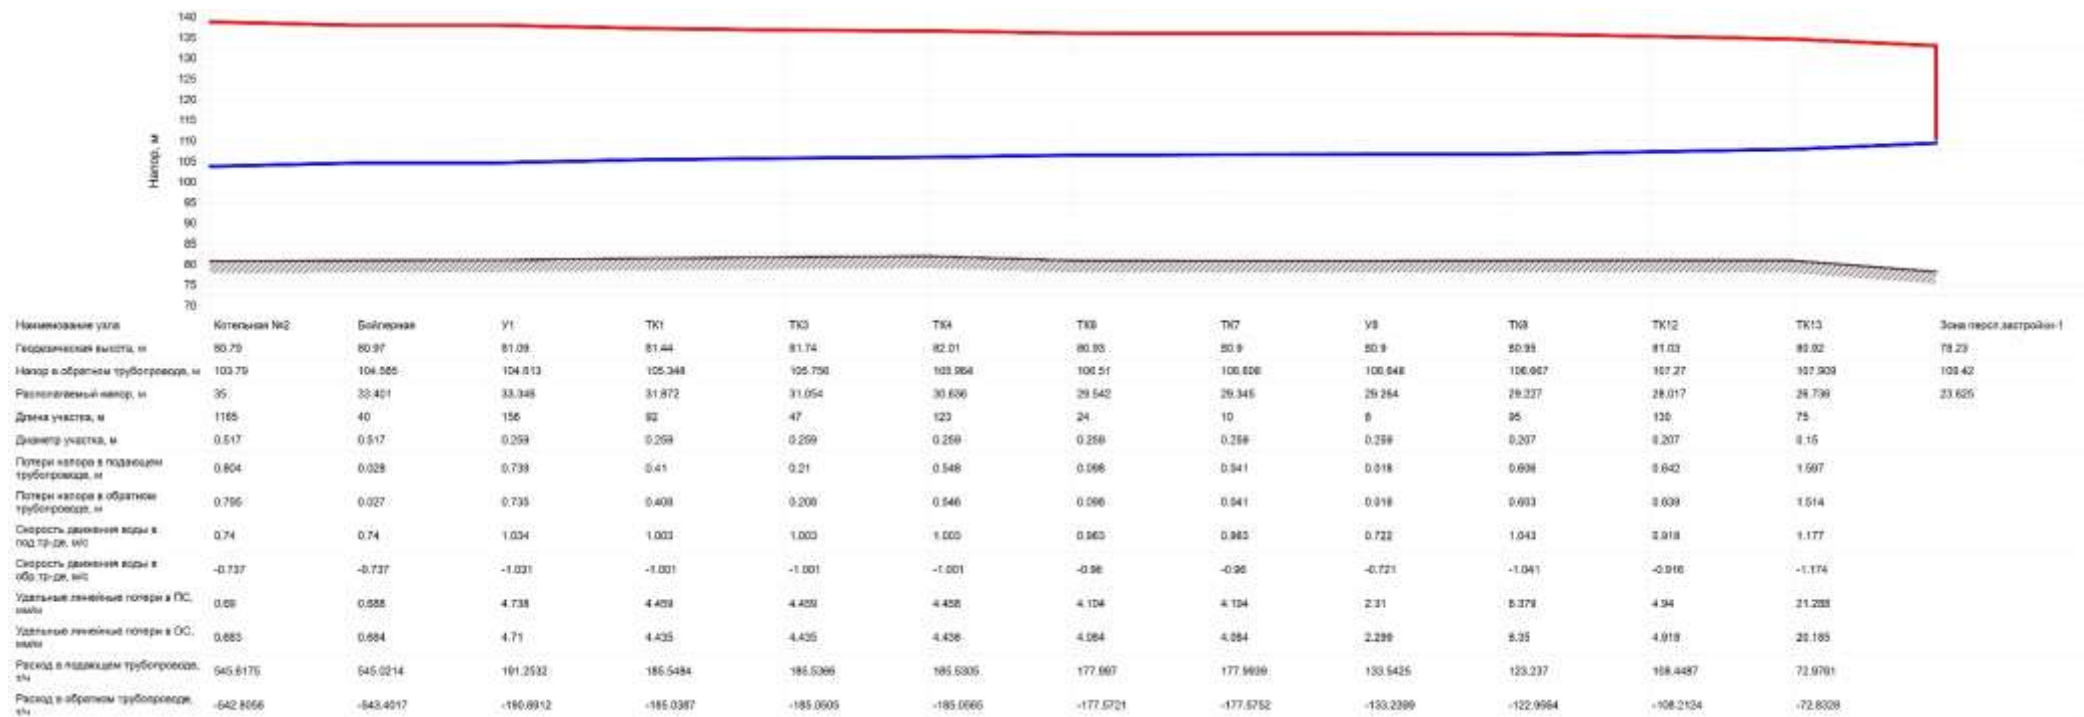 140
135
130
125
120
115
110
105
100
95
90
85
80
75
70
Напор, м
Наименование узла Котельная №2 Бойлерная У1 ТК1 ТК3 ТК4 ТК6 ТК7 ТК9 ТК12 ТК13 Зона персп.застройки-1
Геодезическая высота, м 80.79 80.97 81.09 81.44 81.74 82.01 80.93 80.9 80.9 80.95 81.03 80.92 78.23
Напор в обратном трубопроводе, м 103.79 104.585 104.613 105.348 105.756 105.964 106.51 106.608 106.648 106.667 107.27 107.909 109.42
Располагаемый напор, м 35 33.401 33.346 31.872 31.054 30.636 29.542 29.345 29.264 29.227 28.017 26.736 23.625
Длина участка, м 1165 40 156 92 47 123 24 10 8 95 130 75
Диаметр участка, м 0.517 0.517 0.259 0.259 0.259 0.259 0.259 0.259 0.259 0.207 0.207 0.15
Потери напора в подающем
трубопроводе, м 0.804 0.028 0.739 0.41 0.21 0.548 0.098 0.041 0.018 0.606 0.642 1.597
Потери напора в обратном
трубопроводе, м 0.795 0.027 0.735 0.408 0.208 0.546 0.098 0.041 0.018 0.603 0.639 1.514
Скорость движения воды в
под.тр-де, м/с 0.74 0.74 1.034 1.003 1.003 1.003 0.963 0.963 0.722 1.043 0.918 1.177
Скорость движения воды в
обр.тр-де, м/с -0.737 -0.737 -1.031 -1.001 -1.001 -1.001 -0.96 -0.96 -0.721 -1.041 -0.916 -1.174
Удельные линейные потери в ПС,
мм/м 0.69 0.688 4.738 4.459 4.459 4.458 4.104 4.104 2.31 6.379 4.94 21.288
Удельные линейные потери в ОС,
мм/м 0.683 0.684 4.71 4.435 4.435 4.436 4.084 4.084 2.299 6.35 4.918 20.185
Расход в подающем трубопроводе,
т/ч 545.6175 545.0214 191.2532 185.5484 185.5366 185.5305 177.997 177.9939 133.5425 123.237 108.4487 72.9761
Расход в обратном трубопроводе,
т/ч -542.8056 -543.4017 -190.6912 -185.0387 -185.0505 -185.0565 -177.5721 -177.5752 -133.2399 -122.9564 -108.2124 -72.8328